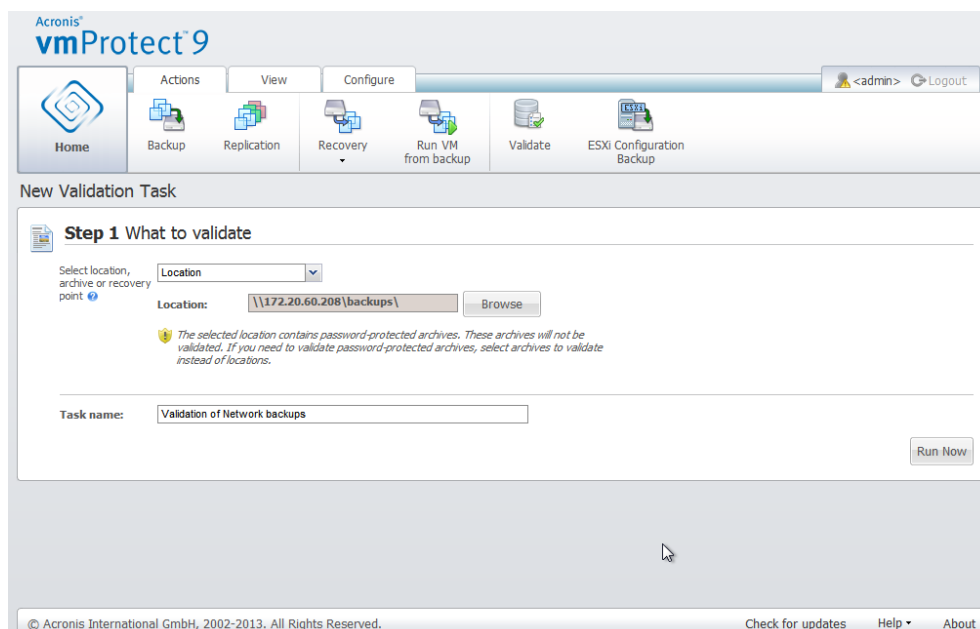 Acronis®
vmProtect™9
Actions View Configure
<admin> Logout
Home
Backup
Replication
Recovery
Run VM
from backup
Validate
ESXi Configuration
Backup
New Validation Task
Step 1 What to validate
Select location,
archive or recovery
point
Location
Location: \\172.20.60.208\backups\ Browse
The selected location contains password-protected archives. These archives will not be
validated. If you need to validate password-protected archives, select archives to validate
instead of locations.
Task name: Validation of Network backups
Run Now
© Acronis International GmbH, 2002-2013. All Rights Reserved.
Check for updates Help About